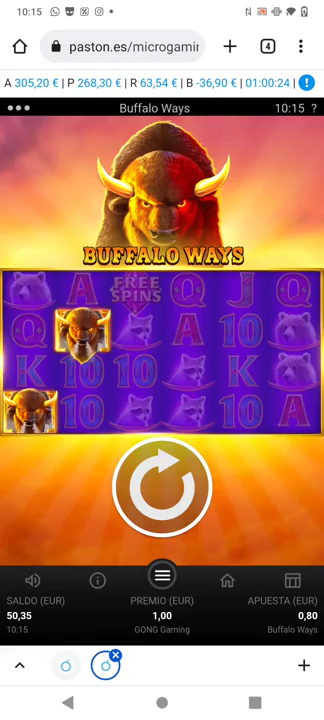 10:15
paston.es/microgamin
4
A 305,20 € | P 268,30 € | R 63,54 € | B -36,90 € | 01:00:24 |
Buffalo Ways 10:15 ?
BUFFALO WAYS
A FREE SPINS Q J Q
Q A 10
K 10 10 K
10 10 A
SALDO (EUR) PREMIO (EUR) APUESTA (EUR)
50,35 1,00 0,80
10:15 GONG Gaming Buffalo Ways